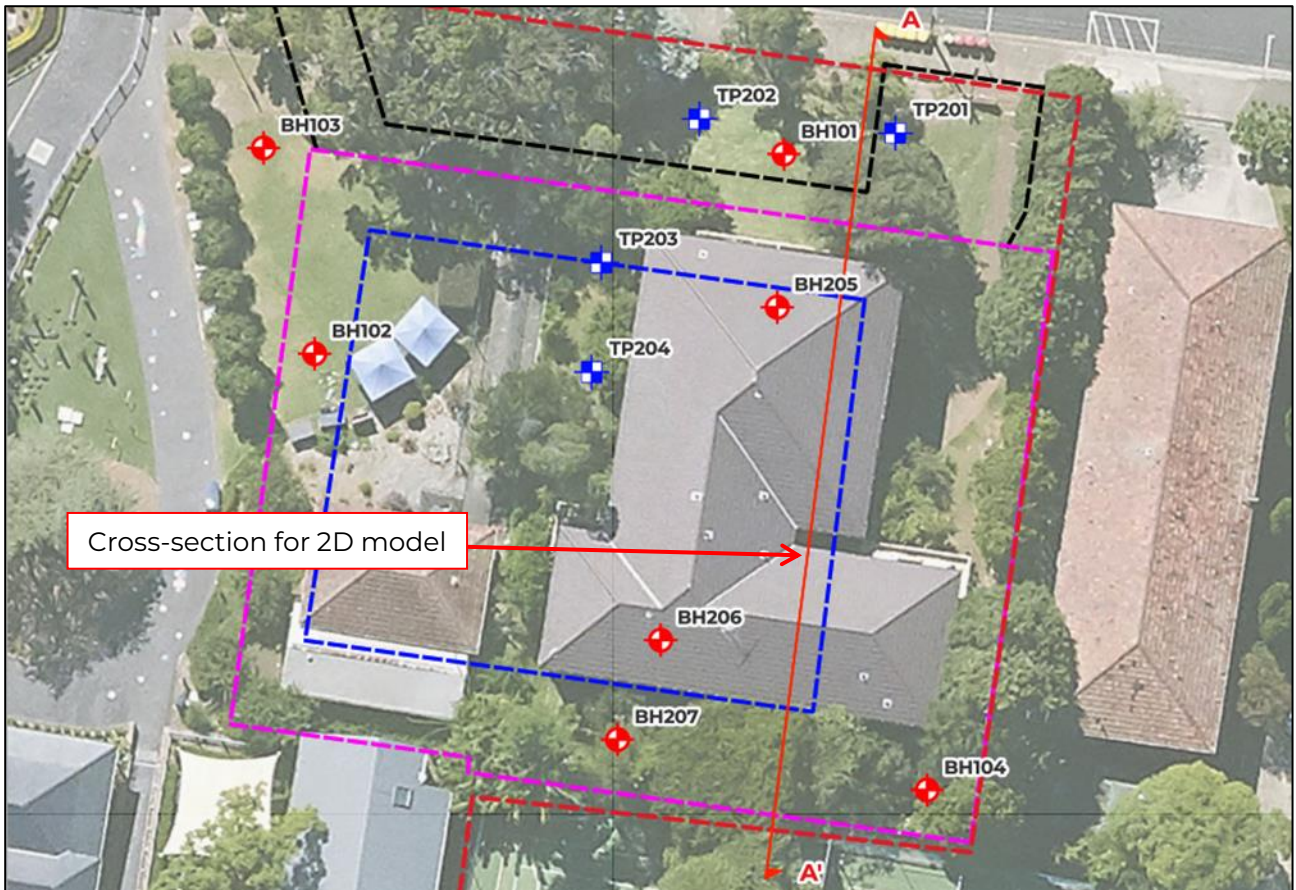 A
TP202
TP201
BH103
BH101
TP203
BH205
BH102
TP204
Cross-section for 2D model
BH206
BH207
BH104
A'